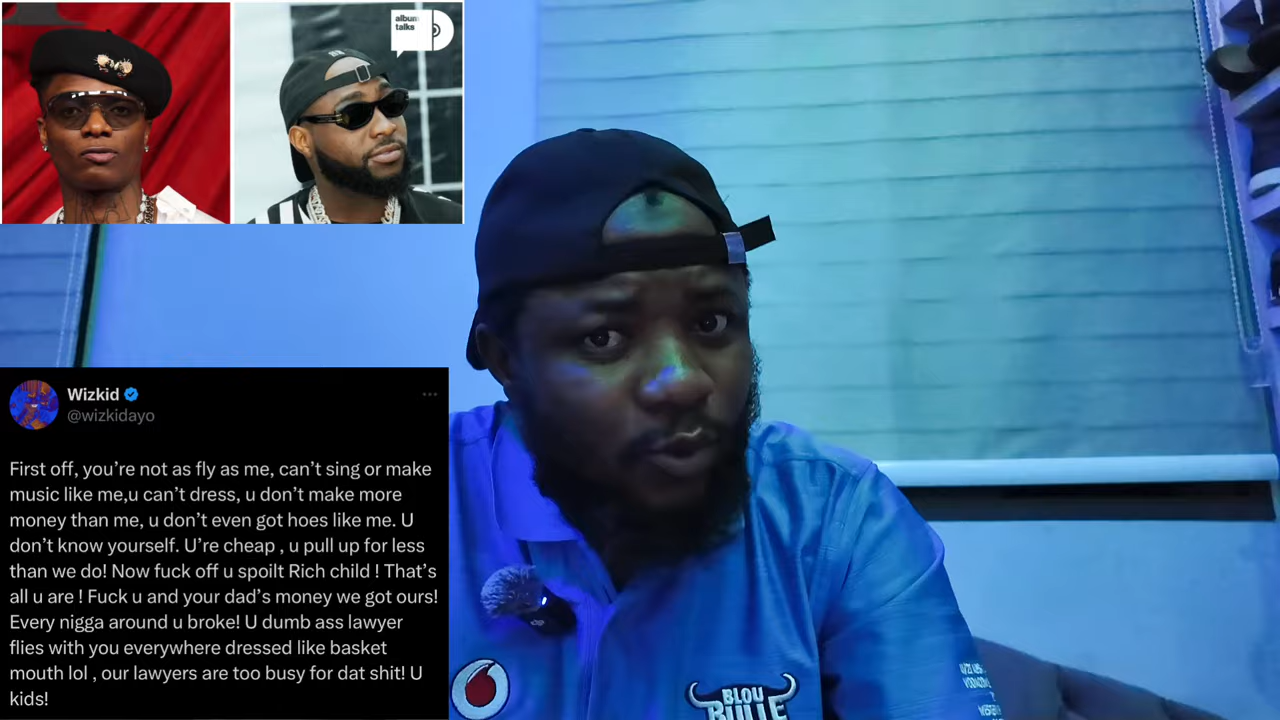 album
talks
Wizkid
@wizkidayo
First off, you’re not as fly as me, can’t sing or make
music like me,u can’t dress, u don’t make more
money than me, u don’t even got hoes like me. U
don’t know yourself. U’re cheap , u pull up for less
than we do! Now fuck off u spoilt Rich child ! That’s
all u are ! Fuck u and your dad’s money we got ours!
Every nigga around u broke! U dumb ass lawyer
flies with you everywhere dressed like basket
mouth lol , our lawyers are too busy for dat shit! U
kids!
BLOU
BULLE